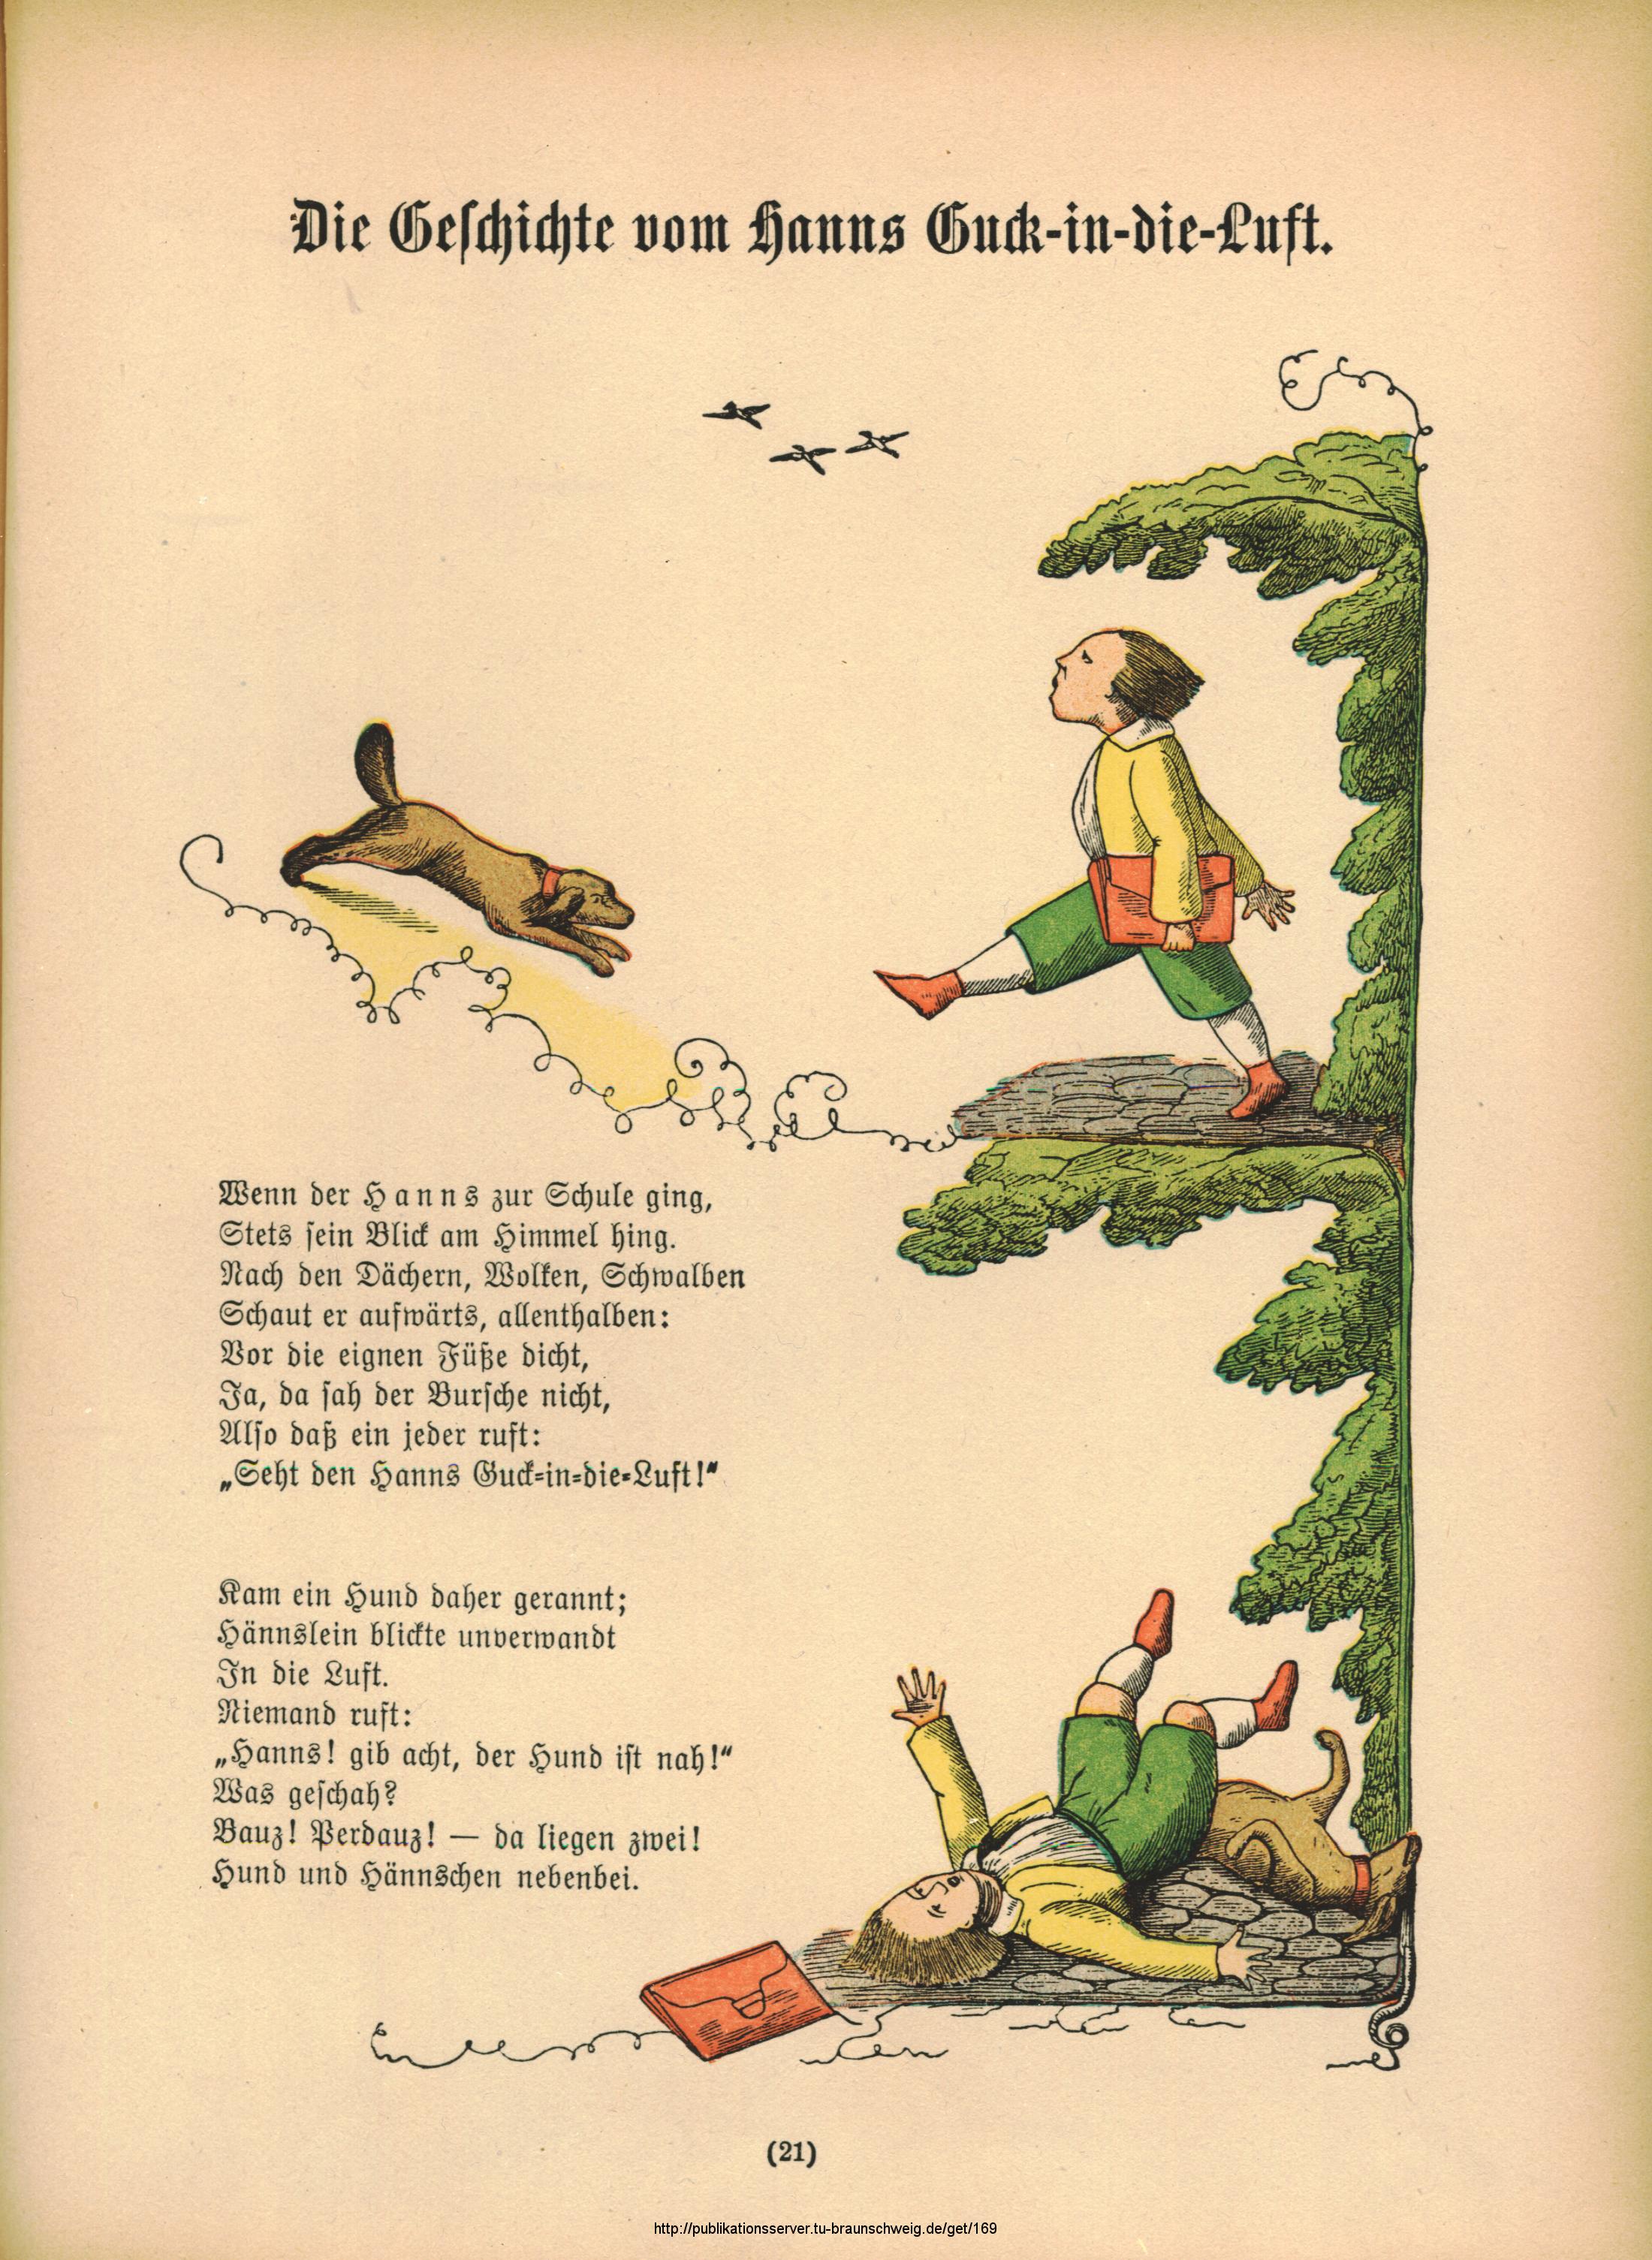 Die Geschichte vom Hanns Guck-in-die-Luft.
Wenn der Hanns zur Schule ging,
Stets sein Blick am Himmel hing.
Nach den Dächern, Wolken, Schwalben
Schaut er aufwärts, allenthalben:
Vor die eignen Füße dicht,
Ja, da sah der Bursche nicht,
Also daß ein jeder ruft:
„Seht den Hanns Guck-in-die-Luft!“
Kam ein Hund daher gerannt;
Hännslein blickte unverwandt
In die Luft.
Niemand ruft:
„Hanns! gib acht, der Hund ist nah!“
Was geschah?
Bauz! Perdauz! — da liegen zwei!
Hund und Hännschen nebenbei.
(21)
http://publikationsserver.tu-braunschweig.de/get/169